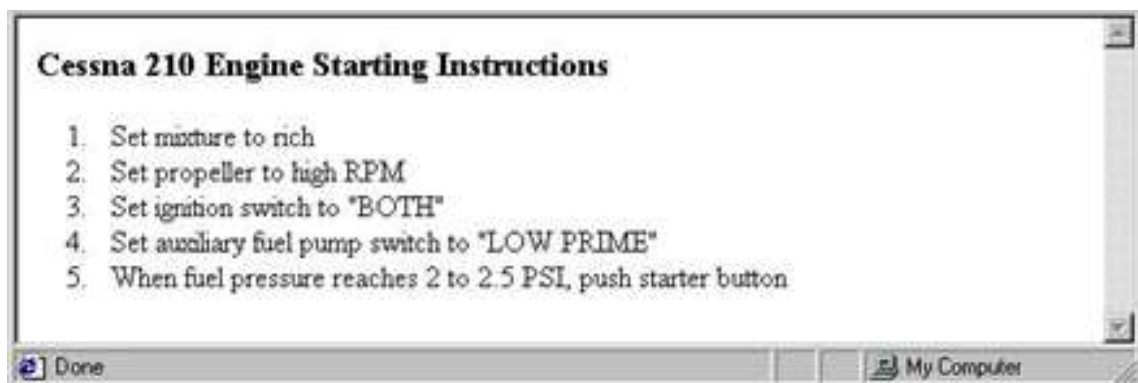 Cessna 210 Engine Starting Instructions
1. Set mixture to rich
2. Set propeller to high RPM
3. Set ignition switch to "BOTH"
4. Set auxiliary fuel pump switch to "LOW PRIME"
5. When fuel pressure reaches 2 to 2.5 PSI, push starter button
Done My Computer